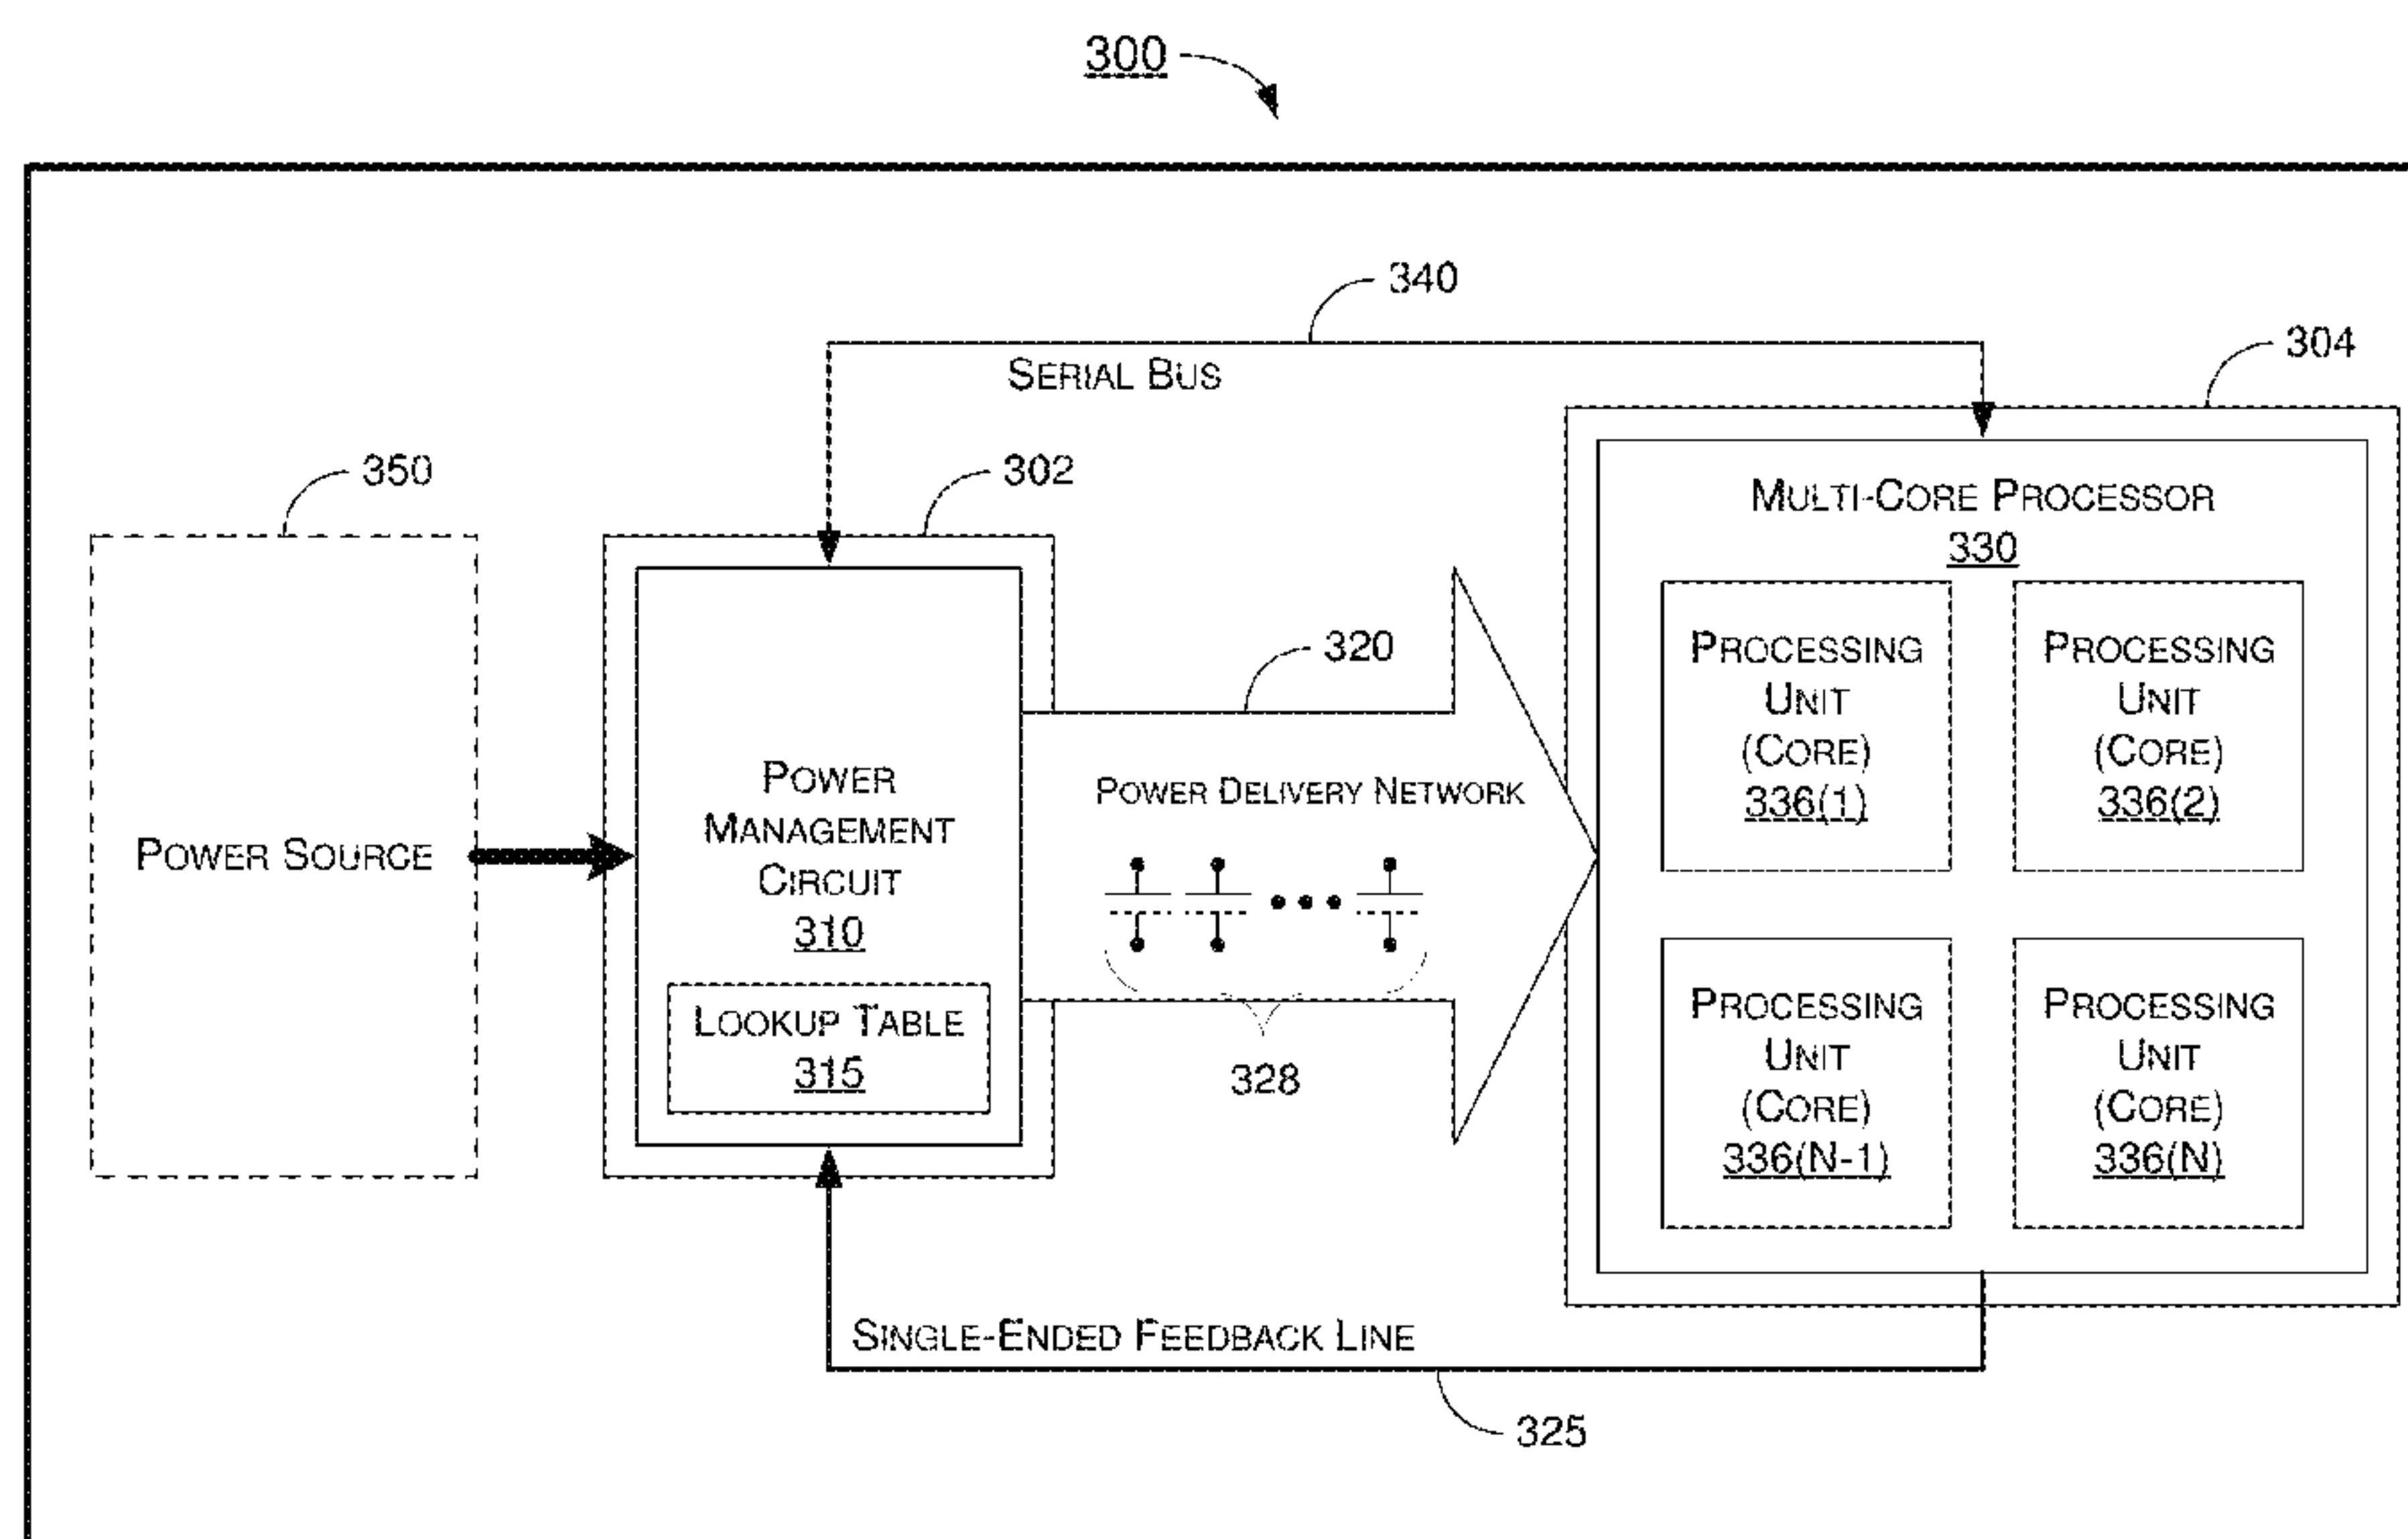 300
340
SERIAL BUS
304
350
302
MULTI-CORE PROCESSOR
330
320
PROCESSING
UNIT
(CORE)
336(1)
PROCESSING
UNIT
(CORE)
336(2)
POWER SOURCE
POWER
MANAGEMENT
CIRCUIT
310
LOOKUP TABLE
315
POWER DELIVERY NETWORK
328
PROCESSING
UNIT
(CORE)
336(N-1)
PROCESSING
UNIT
(CORE)
336(N)
SINGLE-ENDED FEEDBACK LINE
325